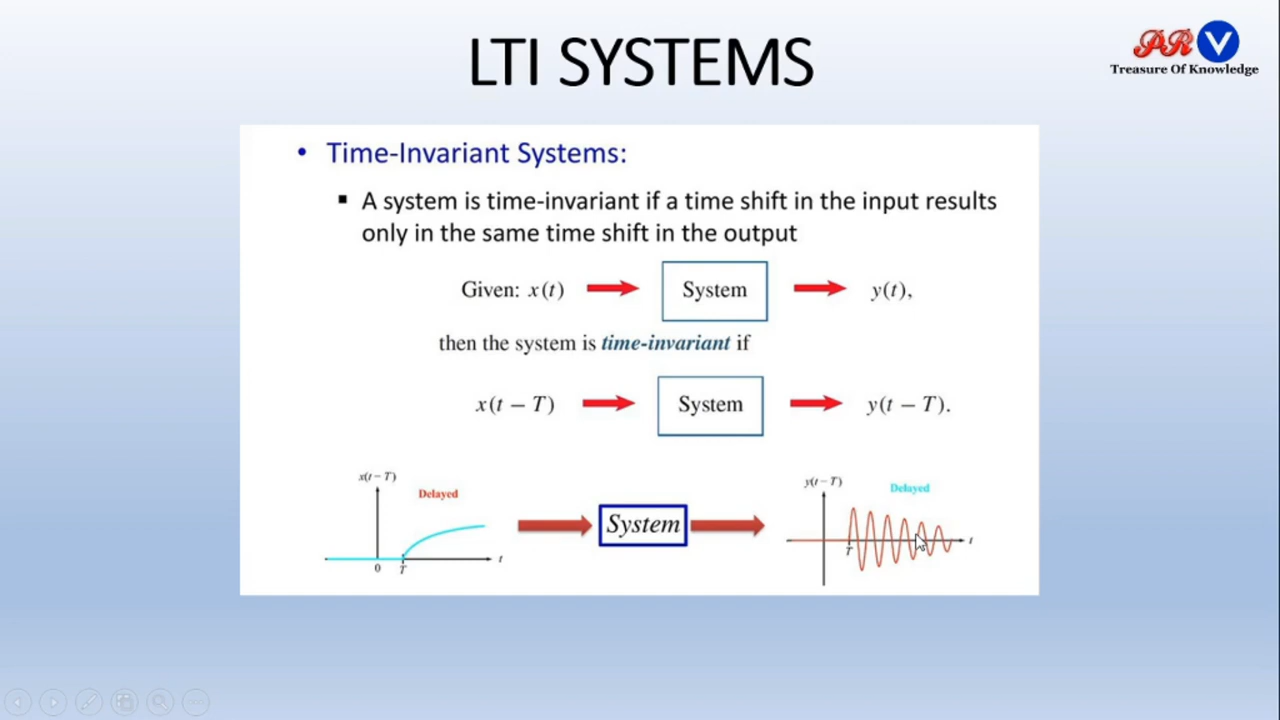 LTI SYSTEMS
PR V
Treasure Of Knowledge
• Time-Invariant Systems:
▪ A system is time-invariant if a time shift in the input results
only in the same time shift in the output
Given: x(t) System y(t),
then the system is time-invariant if
x(t − T) System y(t − T).
x(t − T)
Delayed
0 T t
System
y(t − T)
Delayed
T t